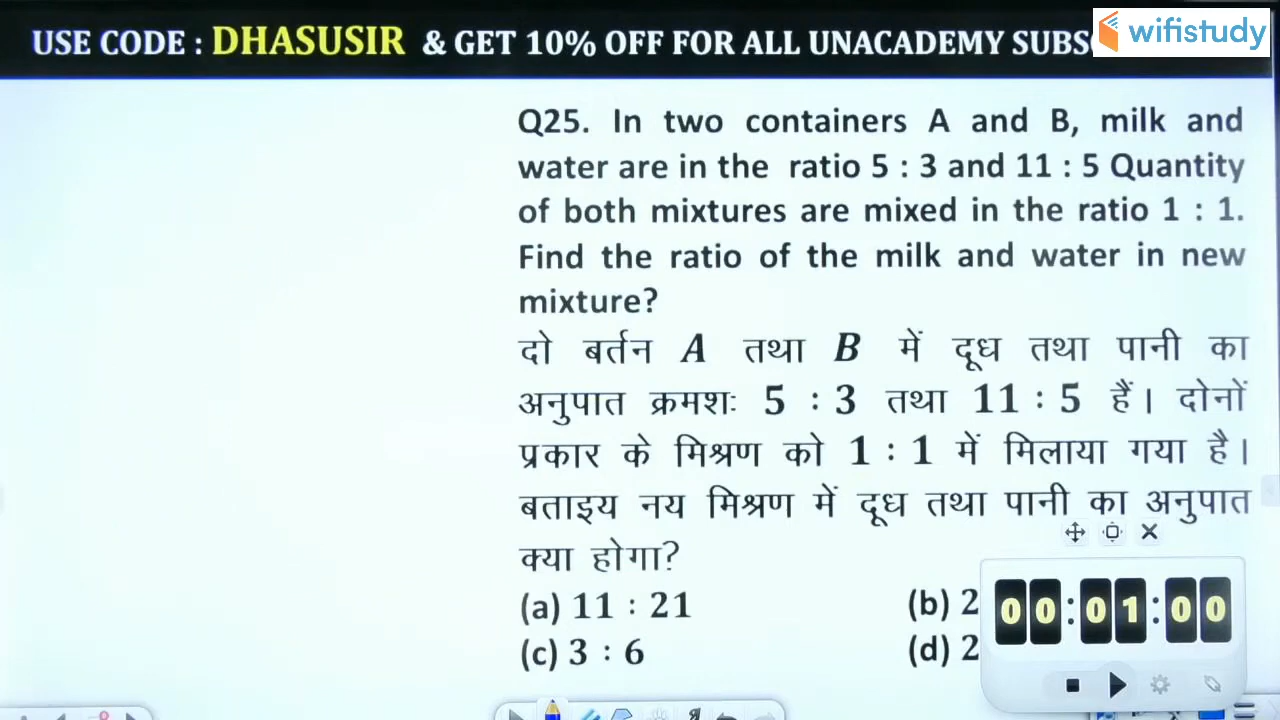 USE CODE : DHASUSIR & GET 10% OFF FOR ALL UNACADEMY
wifistudy
Q25. In two containers A and B, milk and
water are in the ratio 5 : 3 and 11 : 5 Quantity
of both mixtures are mixed in the ratio 1 : 1.
Find the ratio of the milk and water in new
mixture?
दो बर्तन A तथा B में दूध तथा पानी का
अनुपात क्रमशः 5 : 3 तथा 11 : 5 हैं। दोनों
प्रकार के मिश्रण को 1 : 1 में मिलाया गया है।
बताइय नय मिश्रण में दूध तथा पानी का अनुपात
क्या होगा?
(a) 11 : 21 (b) 2
(c) 3 : 6 (d) 2
00:01:00